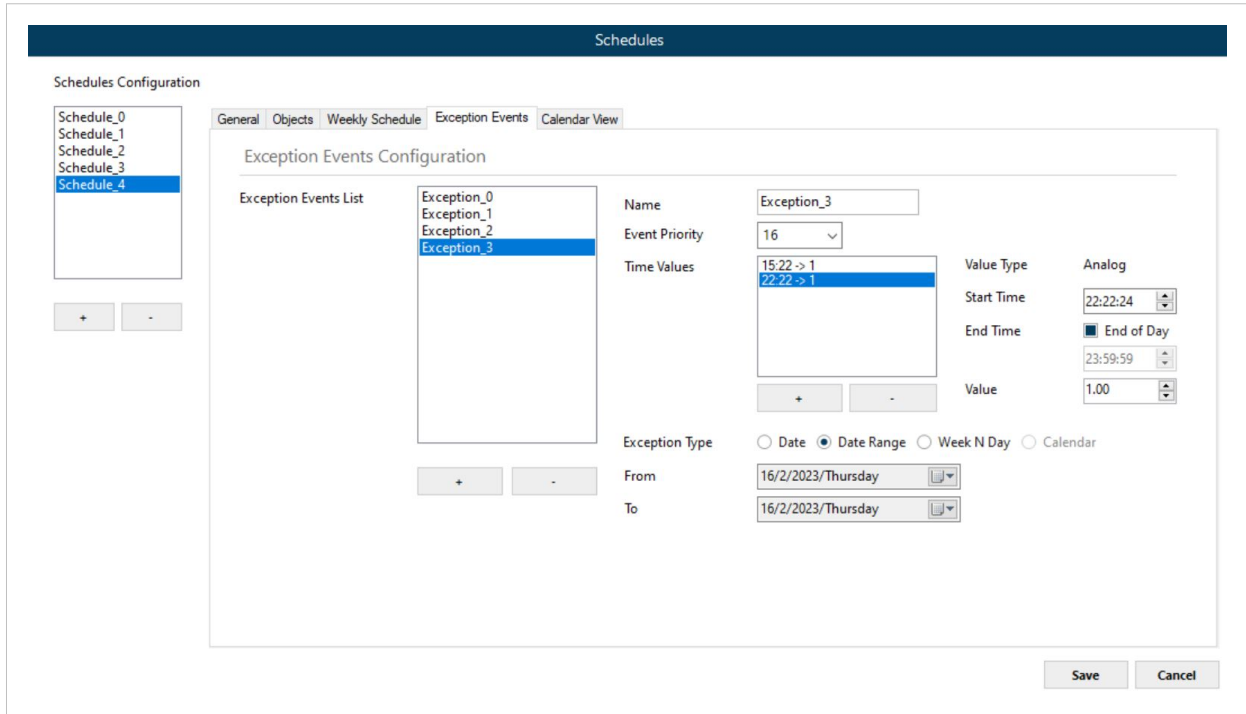 Schedules
Schedules Configuration
Schedule_0
Schedule_1
Schedule_2
Schedule_3
Schedule_4
+ -
General Objects Weekly Schedule Exception Events Calendar View
Exception Events Configuration
Exception Events List
Exception_0
Exception_1
Exception_2
Exception_3
+ -
Name Exception_3
Event Priority 16
Time Values
15:22 -> 1
22:22 -> 1
+ -
Value Type Analog
Start Time 22:22:24
End Time End of Day
23:59:59
Value 1.00
Exception Type Date Date Range Week N Day Calendar
From 16/2/2023/Thursday
To 16/2/2023/Thursday
Save Cancel